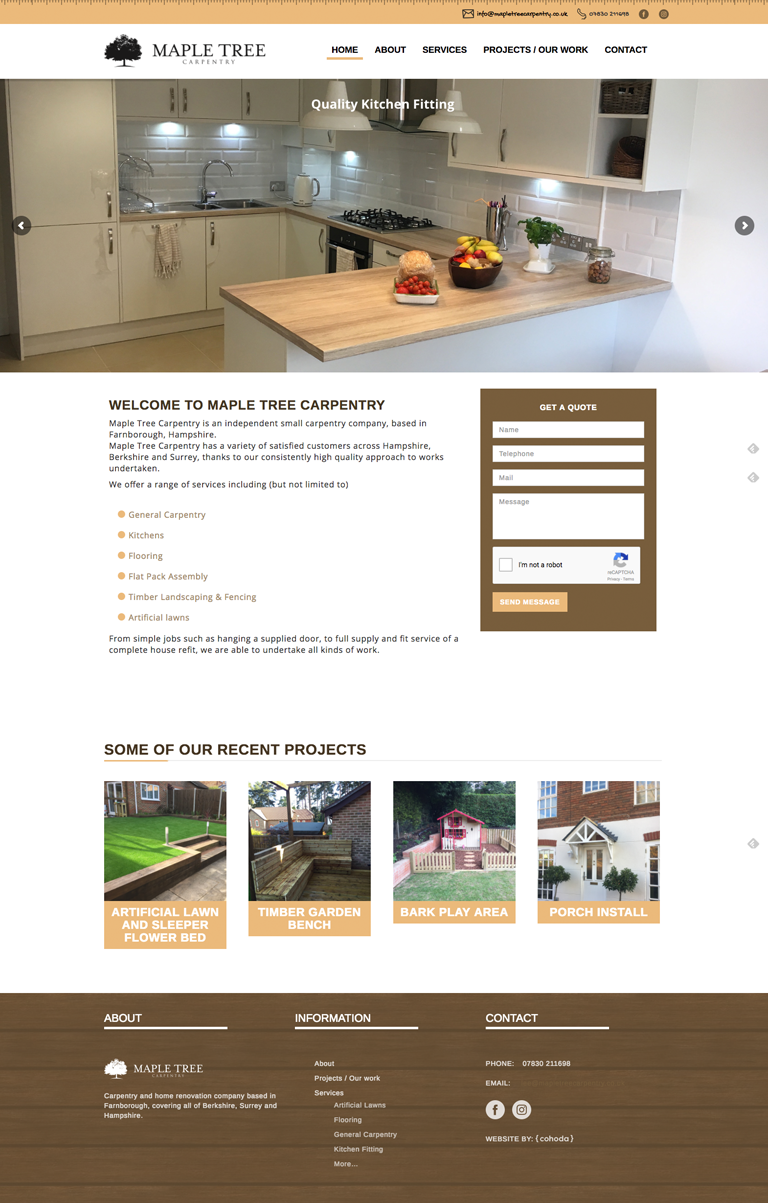 info@mapletreecarpentry.co.uk 07830 211698
MAPLE TREE
CARPENTRY
HOME ABOUT SERVICES PROJECTS / OUR WORK CONTACT
Quality Kitchen Fitting
WELCOME TO MAPLE TREE CARPENTRY
Maple Tree Carpentry is an independent small carpentry company, based in
Farnborough, Hampshire.
Maple Tree Carpentry has a variety of satisfied customers across Hampshire,
Berkshire and Surrey, thanks to our consistently high quality approach to works
undertaken.
We offer a range of services including (but not limited to)
General Carpentry
Kitchens
Flooring
Flat Pack Assembly
Timber Landscaping & Fencing
Artificial lawns
From simple jobs such as hanging a supplied door, to full supply and fit service of a
complete house refit, we are able to undertake all kinds of work.
GET A QUOTE
Name
Telephone
Mail
Message
I'm not a robot
reCAPTCHA
Privacy - Terms
SEND MESSAGE
SOME OF OUR RECENT PROJECTS
ARTIFICIAL LAWN
AND SLEEPER
FLOWER BED
TIMBER GARDEN
BENCH
BARK PLAY AREA
PORCH INSTALL
ABOUT
MAPLE TREE
CARPENTRY
Carpentry and home renovation company based in
Farnborough, covering all of Berkshire, Surrey and
Hampshire.
INFORMATION
About
Projects / Our work
Services
Artificial Lawns
Flooring
General Carpentry
Kitchen Fitting
More...
CONTACT
PHONE: 07830 211698
EMAIL:
WEBSITE BY: {cohoda}